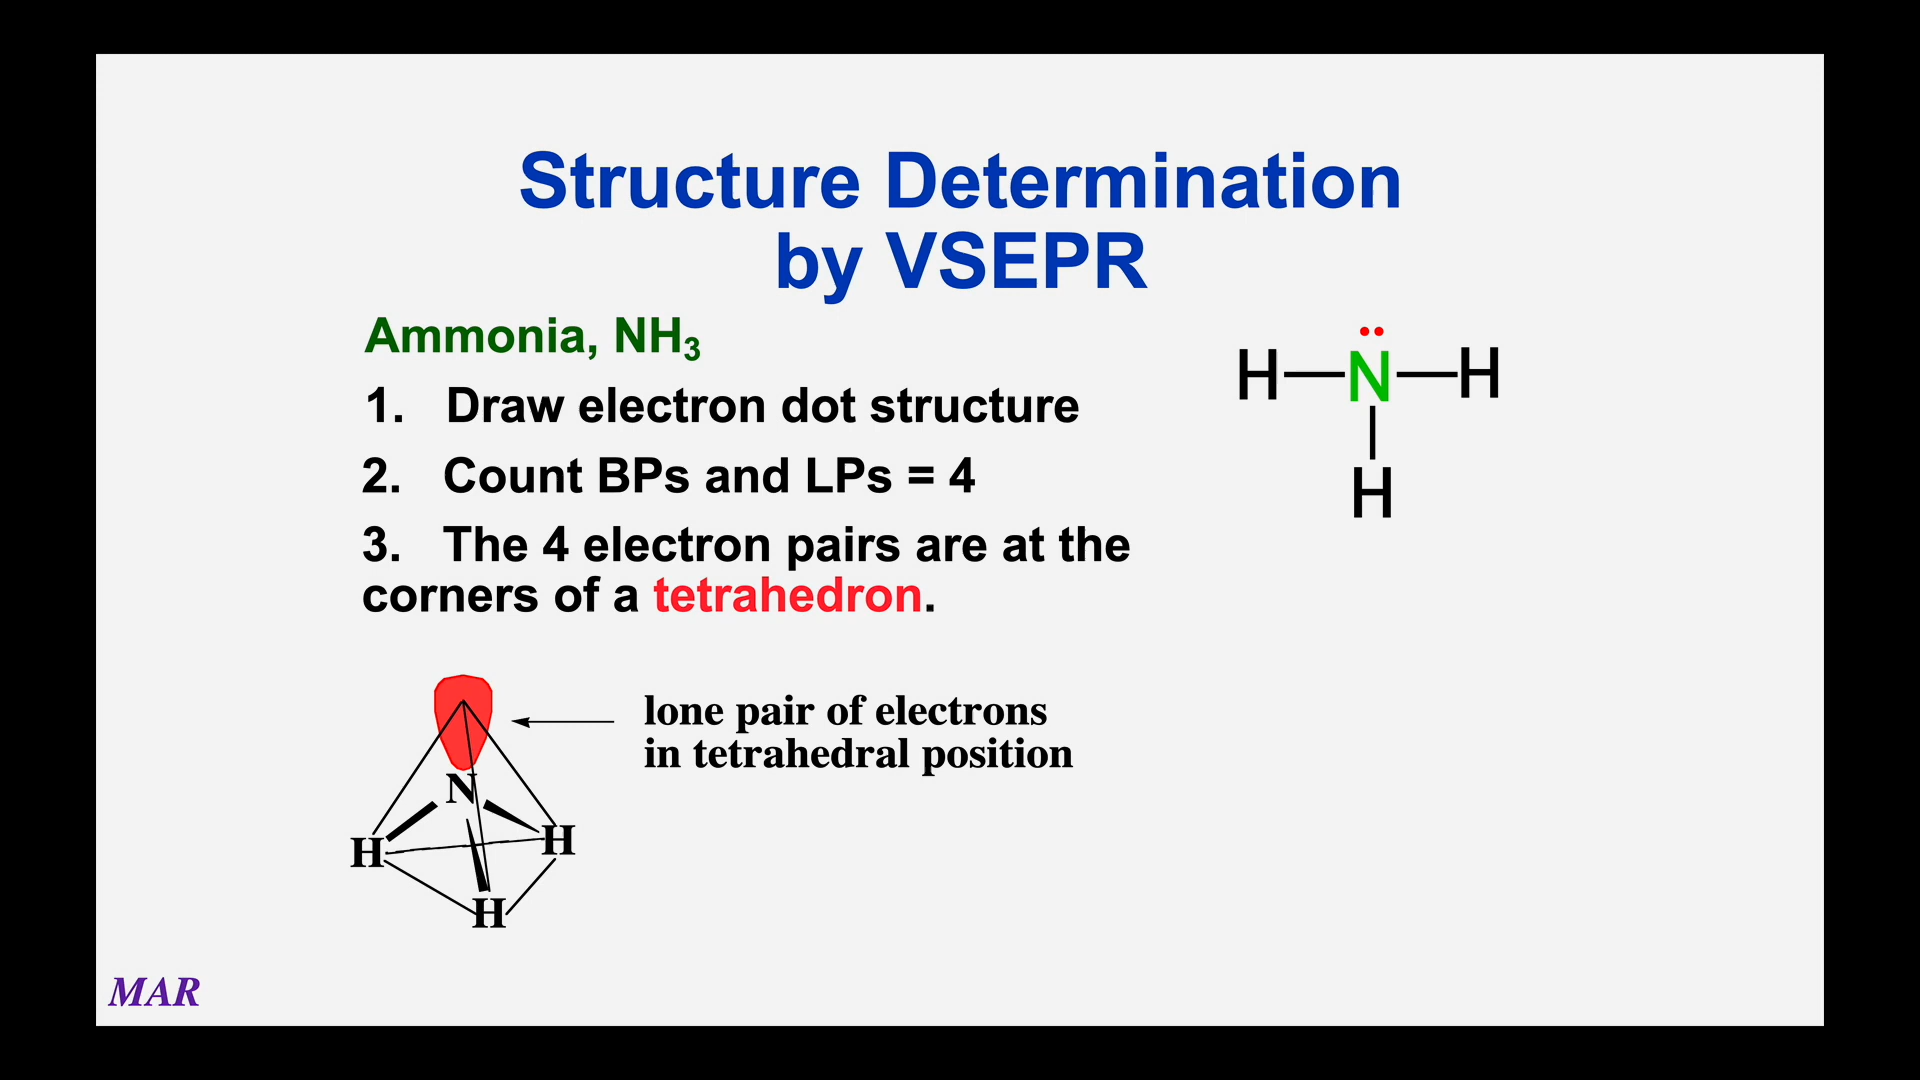 Structure Determination
by VSEPR
Ammonia, NH₃
1. Draw electron dot structure
2. Count BPs and LPs = 4
3. The 4 electron pairs are at the
corners of a tetrahedron.
H—N̈—H
H
lone pair of electrons
in tetrahedral position
N
H H
H
MAR